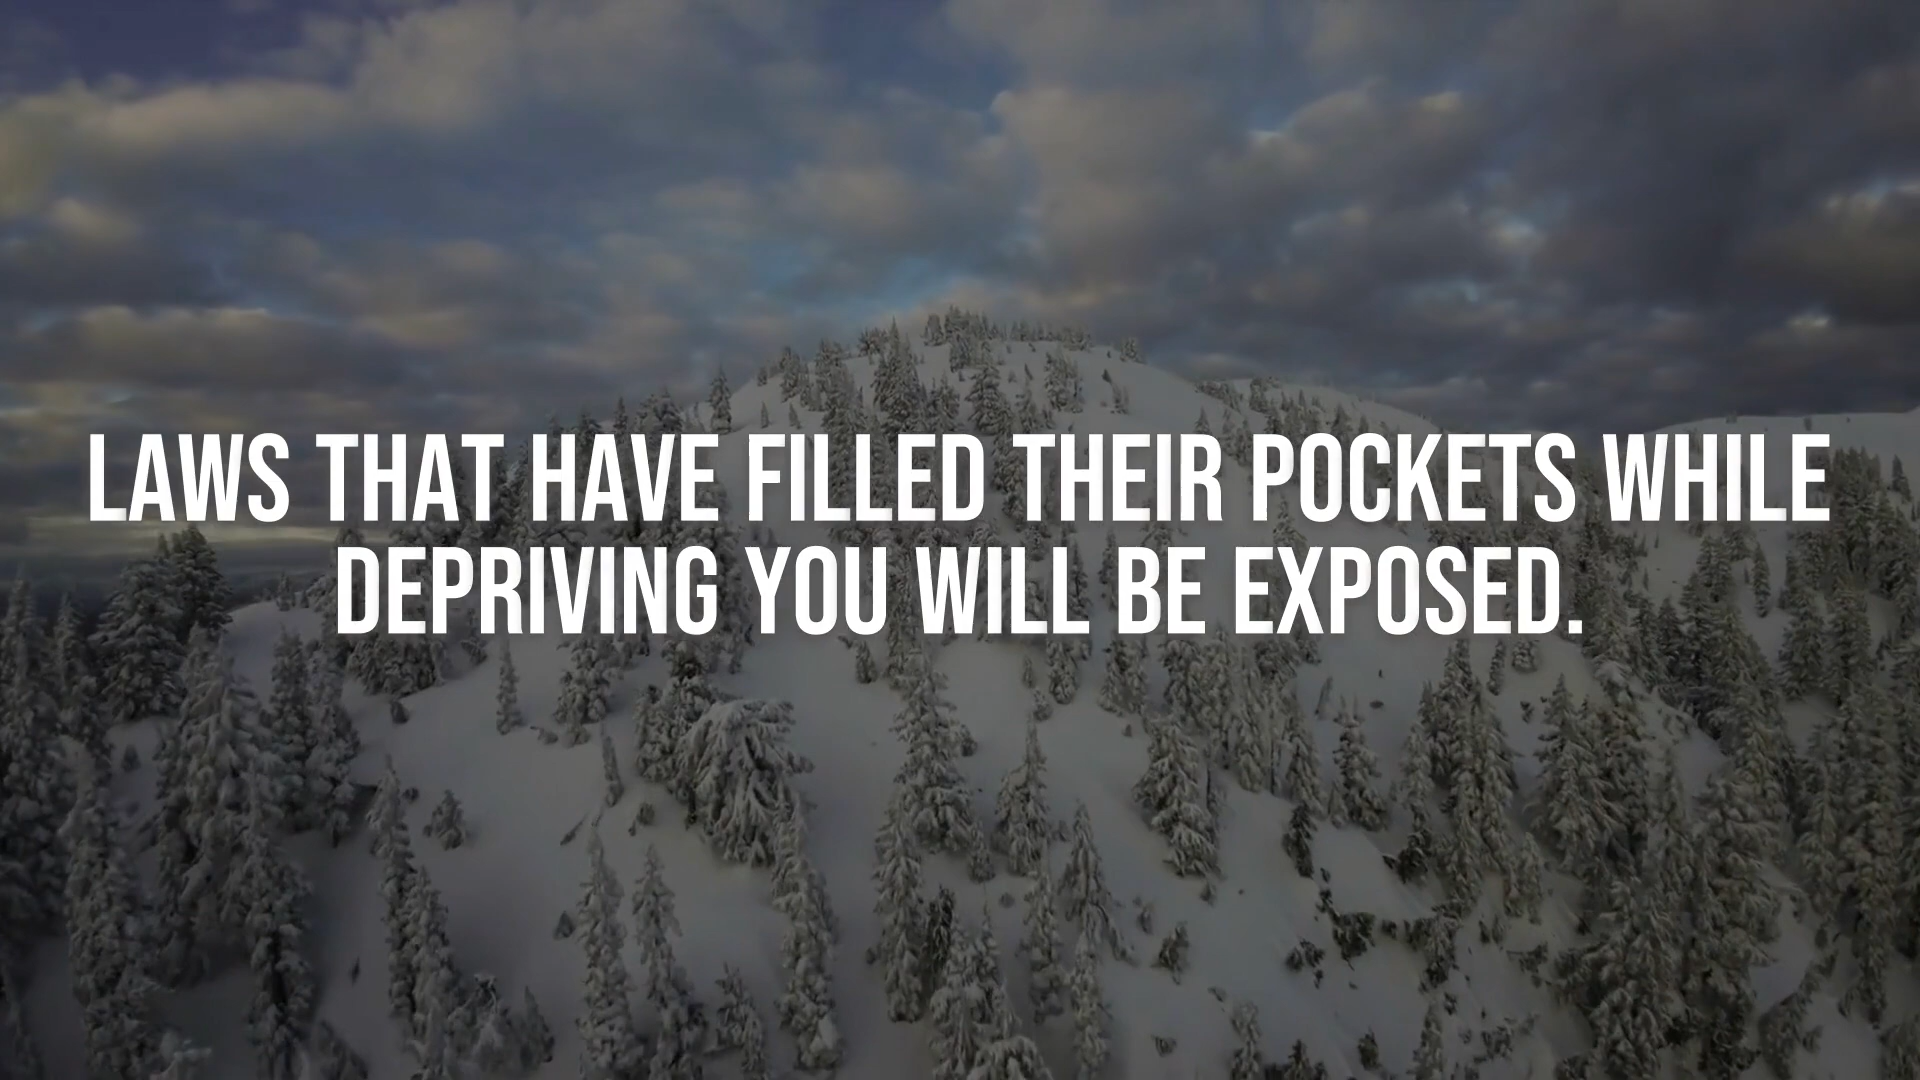 LAWS THAT HAVE FILLED THEIR POCKETS WHILE
DEPRIVING YOU WILL BE EXPOSED.